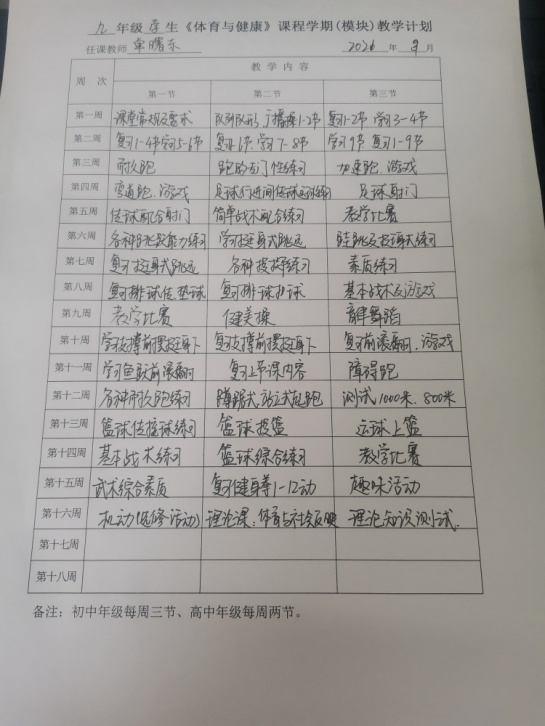 九 年级 学生《体育与健康》课程学期(模块)教学计划
任课教师 单曙东 2026 年 9 月
周 次 教 学 内 容
第一节 第二节 第三节
第一周 课堂常规及要求 队列队形 广播操1-2节 复习1-2节 学习3-4节
第二周 复习1-4节学习5-6节 复习6节.学习7-8节 学习9节 复习1-9节
第三周 耐久跑 跑的专门性练习 加速跑.游戏
第四周 弯道跑.游戏 足球行进间传球运球练习 足球射门
第五周 传球配合射门 简单战术配合练习 教学比赛
第六周 各种跳跃能力练习 学习挺身式跳远 跳跃及挺身式练习
第七周 复习挺身式跳远 各种投掷练习 素质练习
第八周 复习排球传.垫球 复习排球扣球 基本战术及游戏
第九周 教学比赛 健美操 韵律舞蹈
第十周 学习支撑前摆挺身下 复习支撑前摆挺身下 复习前滚翻.游戏
第十一周 学习鱼跃前滚翻 复习上节课内容 障碍跑
第十二周 各种耐久跑练习 蹲踞式站立式起跑 测试1000米.800米
第十三周 篮球传接球练习 篮球投篮 运球上篮
第十四周 基本战术练习 篮球综合练习 教学比赛
第十五周 武术综合素质 复习健身拳1-12动 趣味活动
第十六周 机动(选修活动) 理论课:体育与社会 理论知识测试.
第十七周
第十八周
备注：初中年级每周三节、高中年级每周两节。